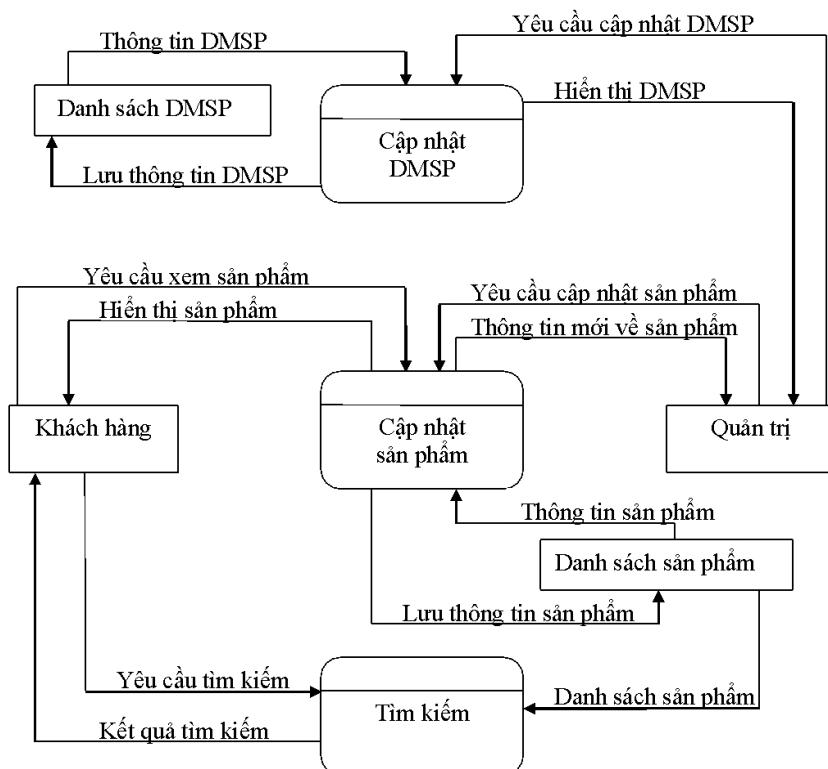 Thông tin DMSP
Yêu cầu cập nhật DMSP
Danh sách DMSP
Hiển thị DMSP
Cập nhật
DMSP
Lưu thông tin DMSP
Yêu cầu xem sản phẩm
Yêu cầu cập nhật sản phẩm
Hiển thị sản phẩm
Thông tin mới về sản phẩm
Khách hàng
Cập nhật
sản phẩm
Quản trị
Thông tin sản phẩm
Danh sách sản phẩm
Lưu thông tin sản phẩm
Yêu cầu tìm kiếm
Danh sách sản phẩm
Tìm kiếm
Kết quả tìm kiếm